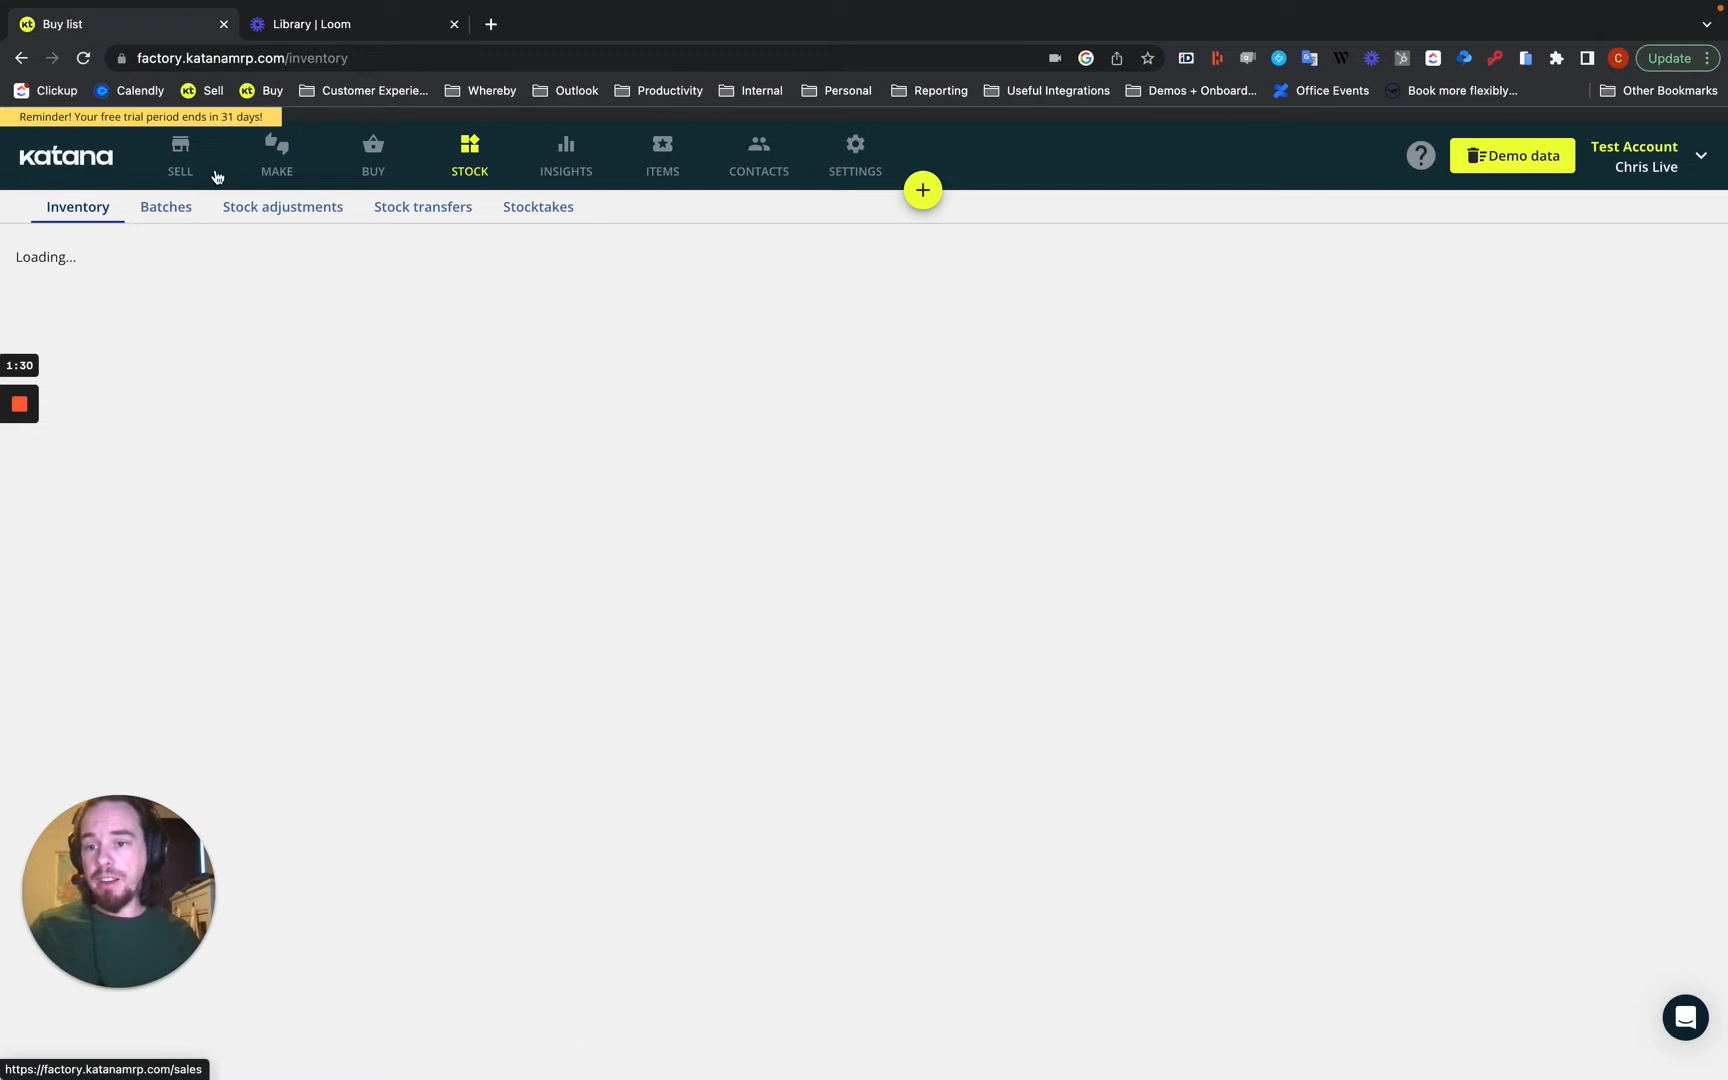 Buy list
Library | Loom
factory.katanamrp.com/inventory
Update
Clickup
Calendly
Sell
Buy
Customer Experie...
Whereby
Outlook
Productivity
Internal
Personal
Reporting
Useful Integrations
Demos + Onboard...
Office Events
Book more flexibly...
Other Bookmarks
Reminder! Your free trial period ends in 31 days!
katana
SELL
MAKE
BUY
STOCK
INSIGHTS
ITEMS
CONTACTS
SETTINGS
Demo data
Test Account
Chris Live
Inventory
Batches
Stock adjustments
Stock transfers
Stocktakes
Loading...
1:30
https://factory.katanamrp.com/sales